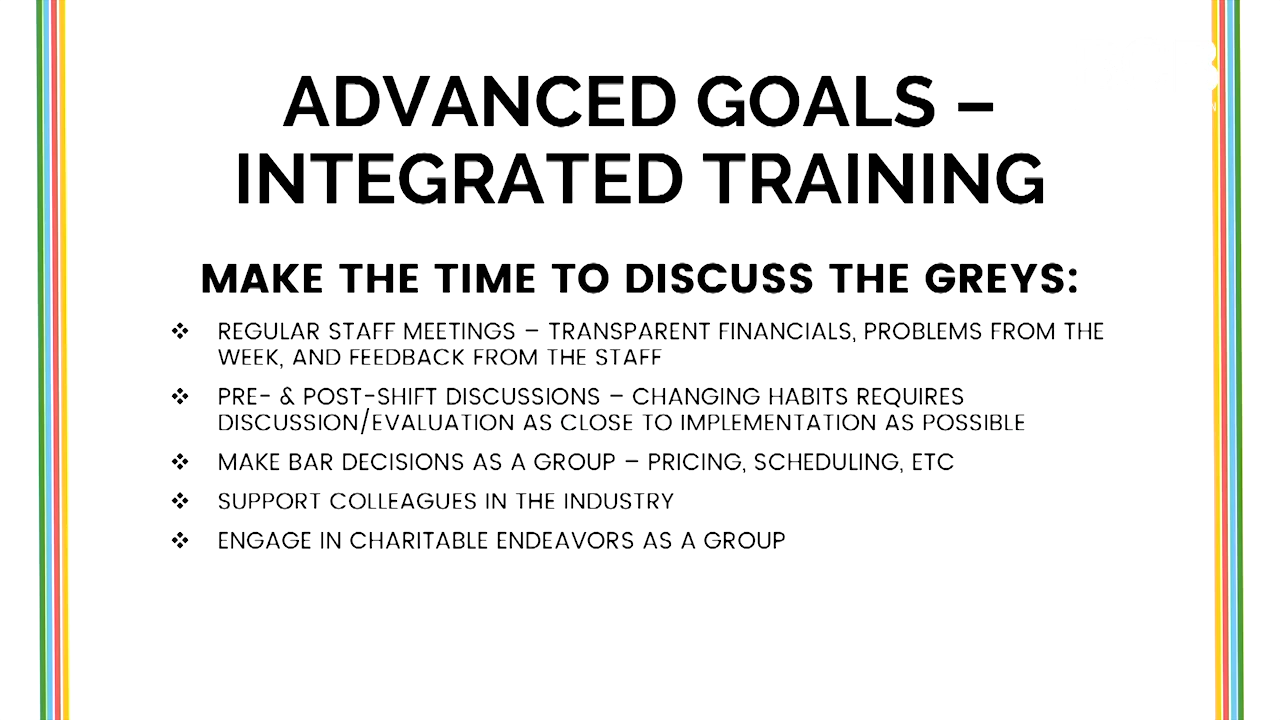 ADVANCED GOALS –
INTEGRATED TRAINING
MAKE THE TIME TO DISCUSS THE GREYS:
❖ REGULAR STAFF MEETINGS – TRANSPARENT FINANCIALS, PROBLEMS FROM THE
WEEK, AND FEEDBACK FROM THE STAFF
❖ PRE- & POST-SHIFT DISCUSSIONS – CHANGING HABITS REQUIRES
DISCUSSION/EVALUATION AS CLOSE TO IMPLEMENTATION AS POSSIBLE
❖ MAKE BAR DECISIONS AS A GROUP – PRICING, SCHEDULING, ETC
❖ SUPPORT COLLEAGUES IN THE INDUSTRY
❖ ENGAGE IN CHARITABLE ENDEAVORS AS A GROUP